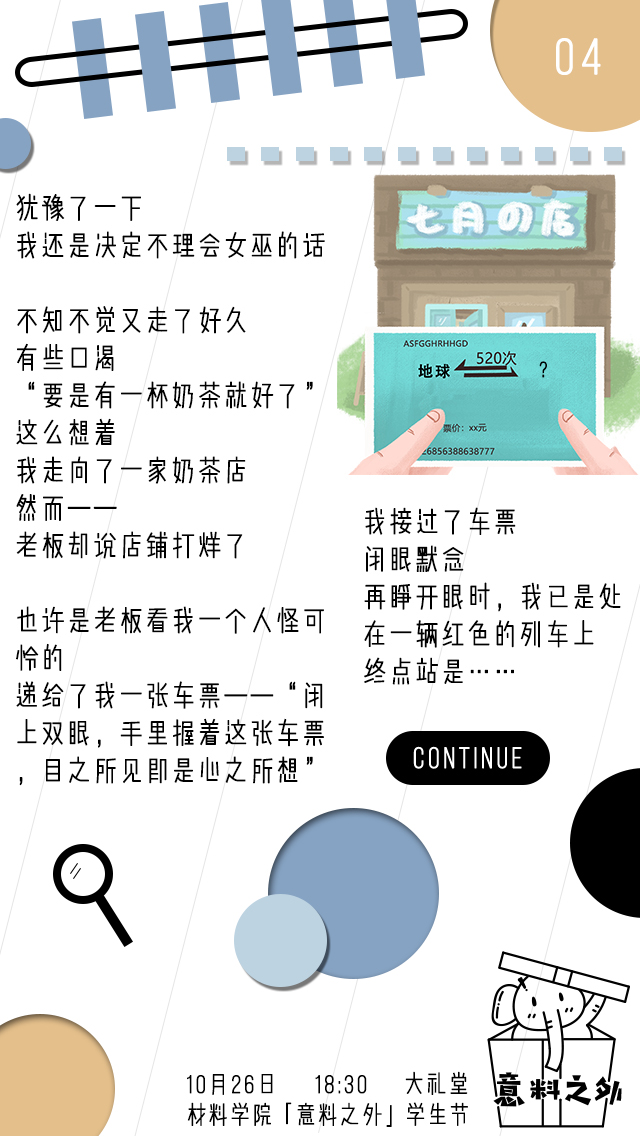 04
犹豫了一下
我还是决定不理会女巫的话
不知不觉又走了好久
有些口渴
“要是有一杯奶茶就好了”
这么想着
我走向了一家奶茶店
然而——
老板却说店铺打烊了
也许是老板看我一个人怪可
怜的
递给了我一张车票——“闭
上双眼，手里握着这张车票
，目之所见即是心之所想”
七月の店
ASFGGHRHHGD
520次
地球
？
票价：xx元
6856388638777
我接过了车票
闭眼默念
再睁开眼时，我已是处
在一辆红色的列车上
终点站是……
CONTINUE
10月26日 18:30 大礼堂
材料学院「意料之外」学生节
意料之外